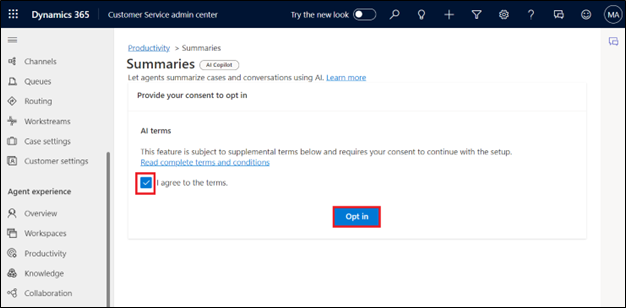 Dynamics 365
Customer Service admin center
Try the new look
MA
Productivity > Summaries
Summaries
AI Copilot
Let agents summarize cases and conversations using AI. Learn more
Provide your consent to opt in
AI terms
This feature is subject to supplemental terms below and requires your consent to continue with the setup.
Read complete terms and conditions
I agree to the terms.
Opt in
Channels
Queues
Routing
Workstreams
Case settings
Customer settings
Agent experience
Overview
Workspaces
Productivity
Knowledge
Collaboration